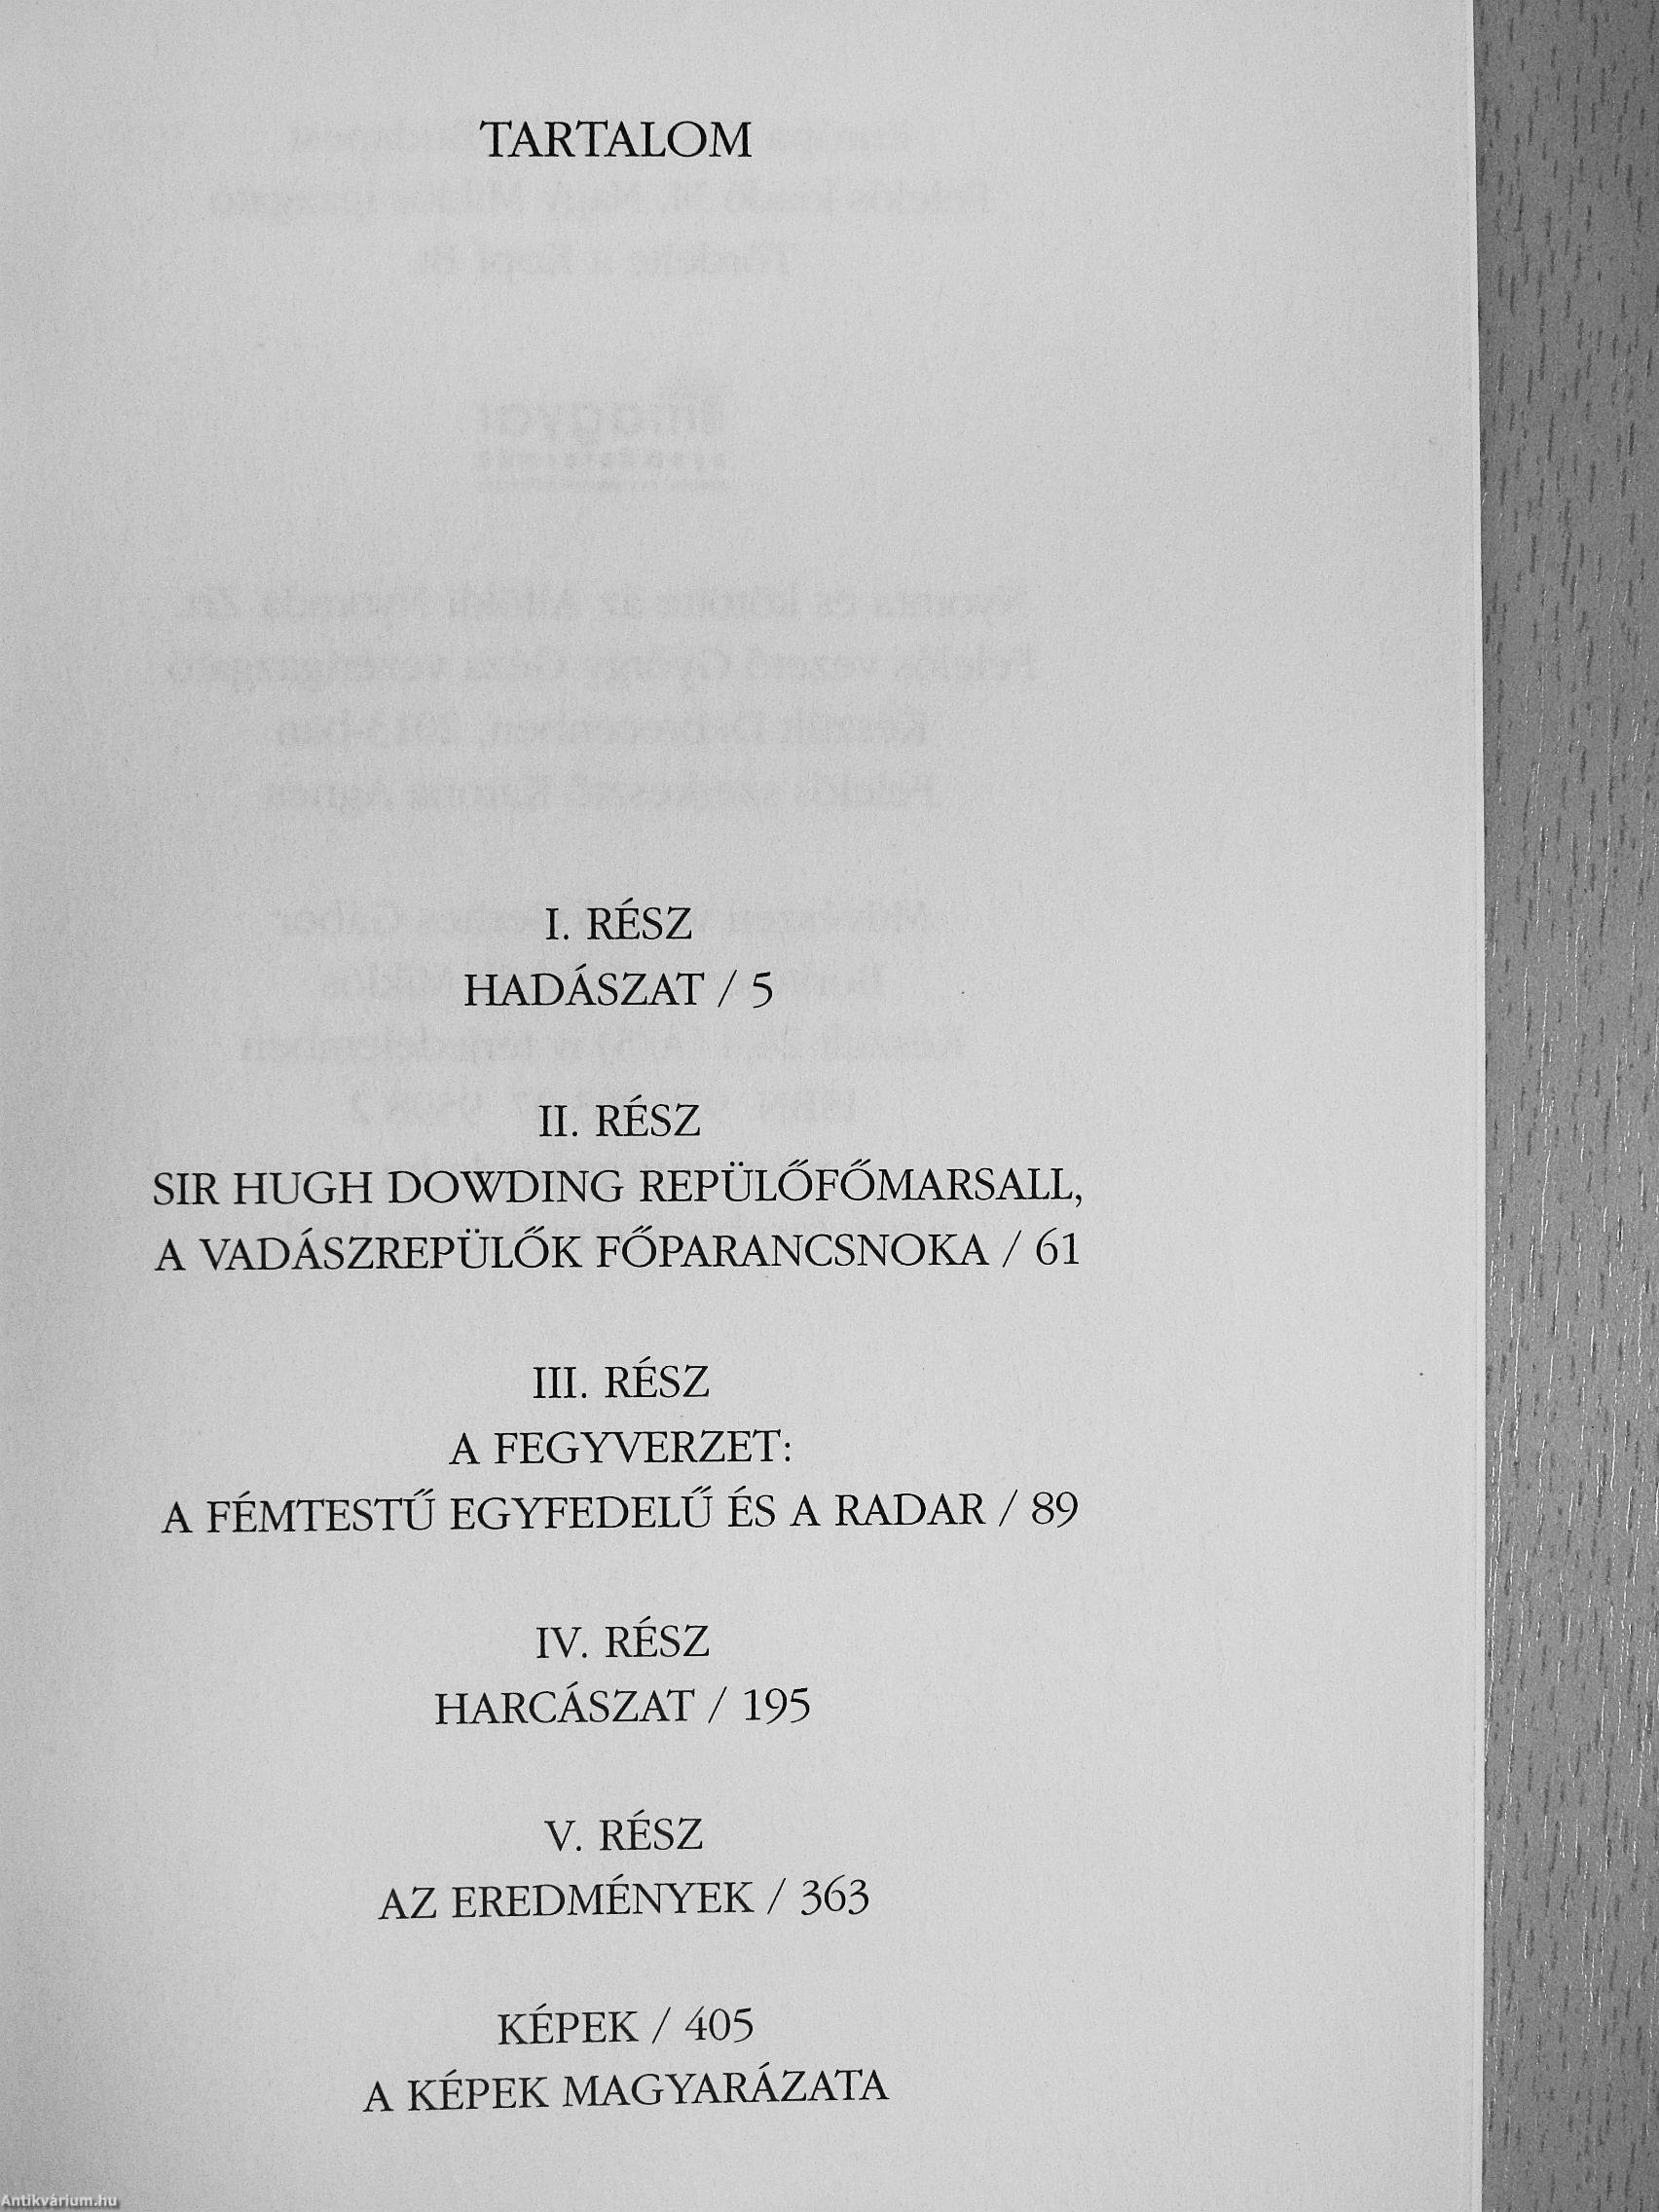 TARTALOM
I. RÉSZ
HADÁSZAT / 5
II. RÉSZ
SIR HUGH DOWDING REPÜLŐFŐMARSALL,
A VADÁSZREPÜLŐK FŐPARANCSNOKA / 61
III. RÉSZ
A FEGYVERZET:
A FÉMTESTŰ EGYFEDELŰ ÉS A RADAR / 89
IV. RÉSZ
HARCÁSZAT / 195
V. RÉSZ
AZ EREDMÉNYEK / 363
KÉPEK / 405
A KÉPEK MAGYARÁZATA
Antikvárium.hu